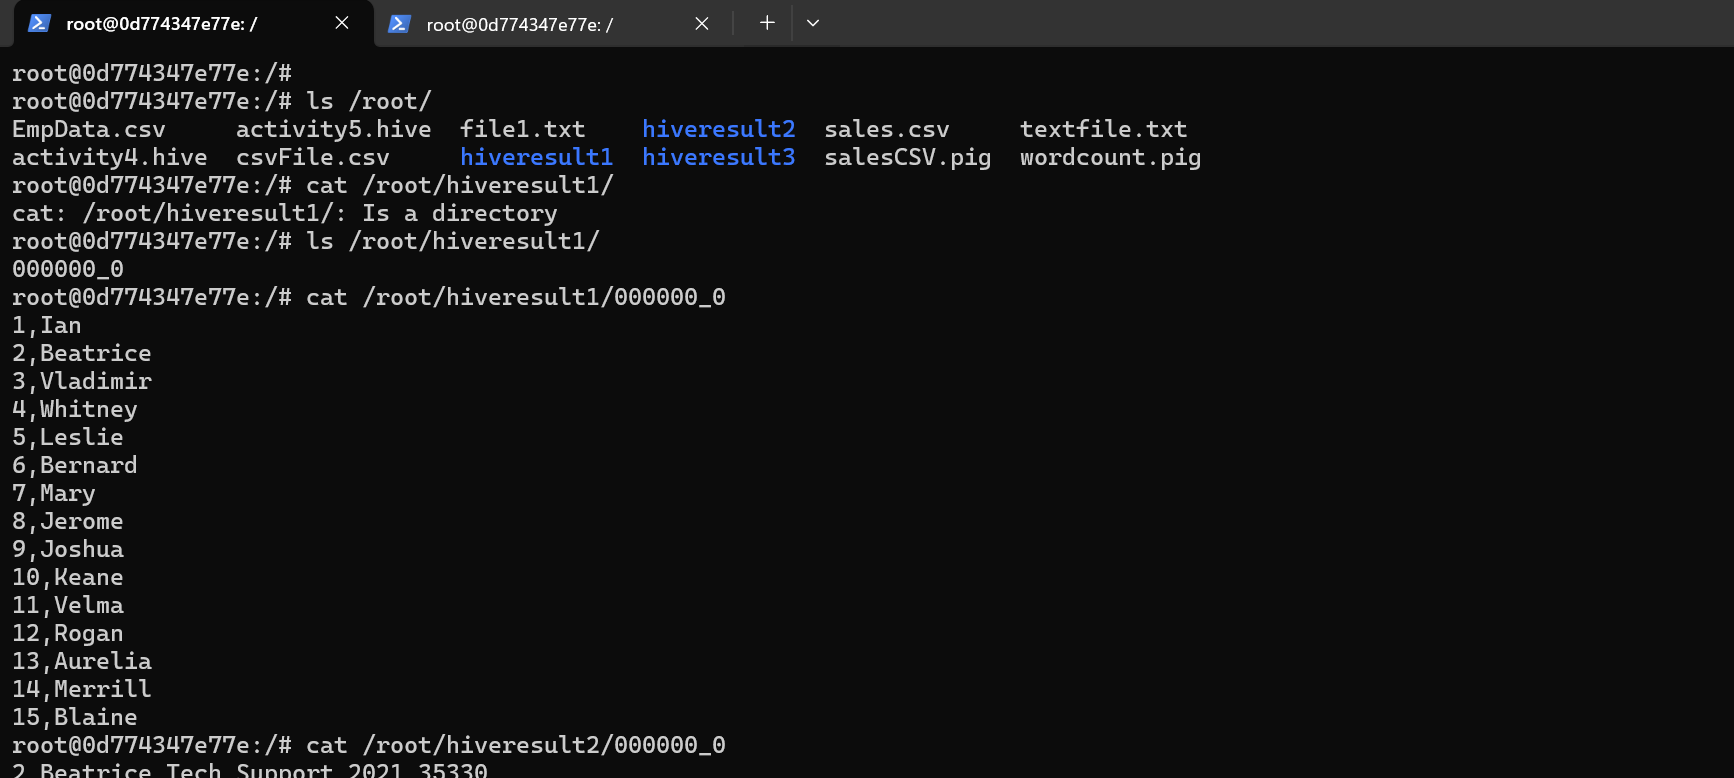 root@0d774347e77e: /
root@0d774347e77e: /
root@0d774347e77e:/#
root@0d774347e77e:/# ls /root/
EmpData.csv     activity5.hive  file1.txt    hiveresult2  sales.csv     textfile.txt
activity4.hive  csvFile.csv     hiveresult1  hiveresult3  salesCSV.pig  wordcount.pig
root@0d774347e77e:/# cat /root/hiveresult1/
cat: /root/hiveresult1/: Is a directory
root@0d774347e77e:/# ls /root/hiveresult1/
000000_0
root@0d774347e77e:/# cat /root/hiveresult1/000000_0
1,Ian
2,Beatrice
3,Vladimir
4,Whitney
5,Leslie
6,Bernard
7,Mary
8,Jerome
9,Joshua
10,Keane
11,Velma
12,Rogan
13,Aurelia
14,Merrill
15,Blaine
root@0d774347e77e:/# cat /root/hiveresult2/000000_0
2 Beatrice Tech Support 2021 35330